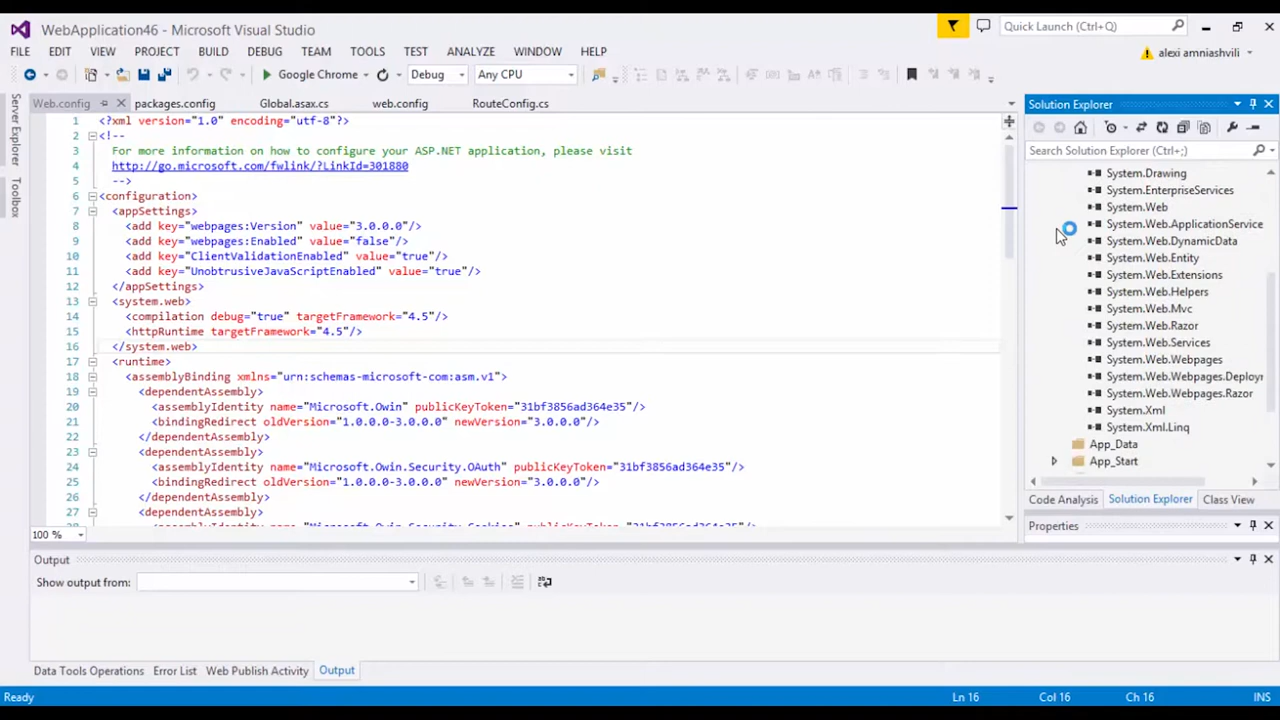 WebApplication46 - Microsoft Visual Studio
Quick Launch (Ctrl+Q)
FILE EDIT VIEW PROJECT BUILD DEBUG TEAM TOOLS TEST ANALYZE WINDOW HELP
alexi amniashvili
Google Chrome Debug Any CPU
Server Explorer
Toolbox
Web.config packages.config Global.asax.cs web.config RouteConfig.cs
1 <?xml version="1.0" encoding="utf-8"?>
2 <!--
3 For more information on how to configure your ASP.NET application, please visit
4 http://go.microsoft.com/fwlink/?LinkId=301880
5 -->
6 <configuration>
7 <appSettings>
8 <add key="webpages:Version" value="3.0.0.0"/>
9 <add key="webpages:Enabled" value="false"/>
10 <add key="ClientValidationEnabled" value="true"/>
11 <add key="UnobtrusiveJavaScriptEnabled" value="true"/>
12 </appSettings>
13 <system.web>
14 <compilation debug="true" targetFramework="4.5"/>
15 <httpRuntime targetFramework="4.5"/>
16 </system.web>
17 <runtime>
18 <assemblyBinding xmlns="urn:schemas-microsoft-com:asm.v1">
19 <dependentAssembly>
20 <assemblyIdentity name="Microsoft.Owin" publicKeyToken="31bf3856ad364e35"/>
21 <bindingRedirect oldVersion="1.0.0.0-3.0.0.0" newVersion="3.0.0.0"/>
22 </dependentAssembly>
23 <dependentAssembly>
24 <assemblyIdentity name="Microsoft.Owin.Security.OAuth" publicKeyToken="31bf3856ad364e35"/>
25 <bindingRedirect oldVersion="1.0.0.0-3.0.0.0" newVersion="3.0.0.0"/>
26 </dependentAssembly>
27 <dependentAssembly>
28 <assemblyIdentity name="Microsoft.Owin.Security.Cookies" publicKeyToken="31bf3856ad364e35"/>
100 %
Solution Explorer
Search Solution Explorer (Ctrl+;)
System.Drawing
System.EnterpriseServices
System.Web
System.Web.ApplicationService
System.Web.DynamicData
System.Web.Entity
System.Web.Extensions
System.Web.Helpers
System.Web.Mvc
System.Web.Razor
System.Web.Services
System.Web.Webpages
System.Web.Webpages.Deploy
System.Web.Webpages.Razor
System.Xml
System.Xml.Linq
App_Data
App_Start
Code Analysis Solution Explorer Class View
Properties
Output
Show output from:
Data Tools Operations Error List Web Publish Activity Output
Ready Ln 16 Col 16 Ch 16 INS